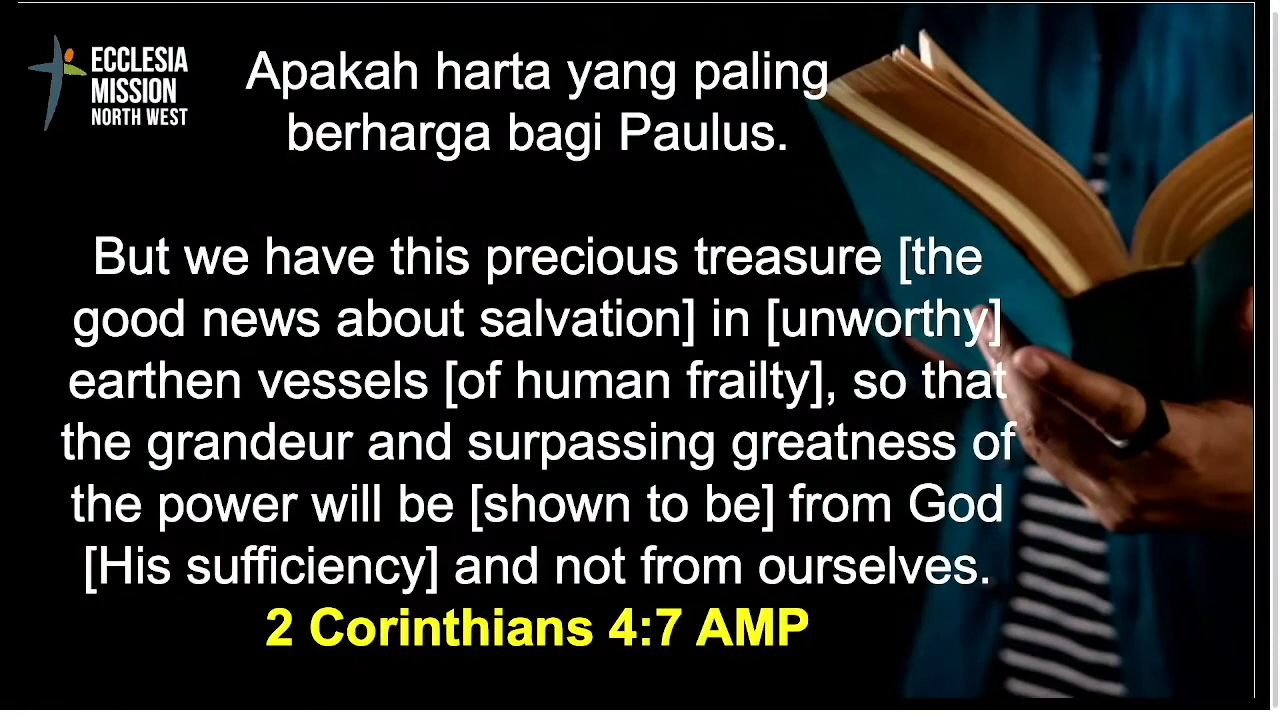 ECCLESIA
MISSION
NORTH WEST
Apakah harta yang paling
berharga bagi Paulus.
But we have this precious treasure [the
good news about salvation] in [unworthy]
earthen vessels [of human frailty], so that
the grandeur and surpassing greatness of
the power will be [shown to be] from God
[His sufficiency] and not from ourselves.
2 Corinthians 4:7 AMP